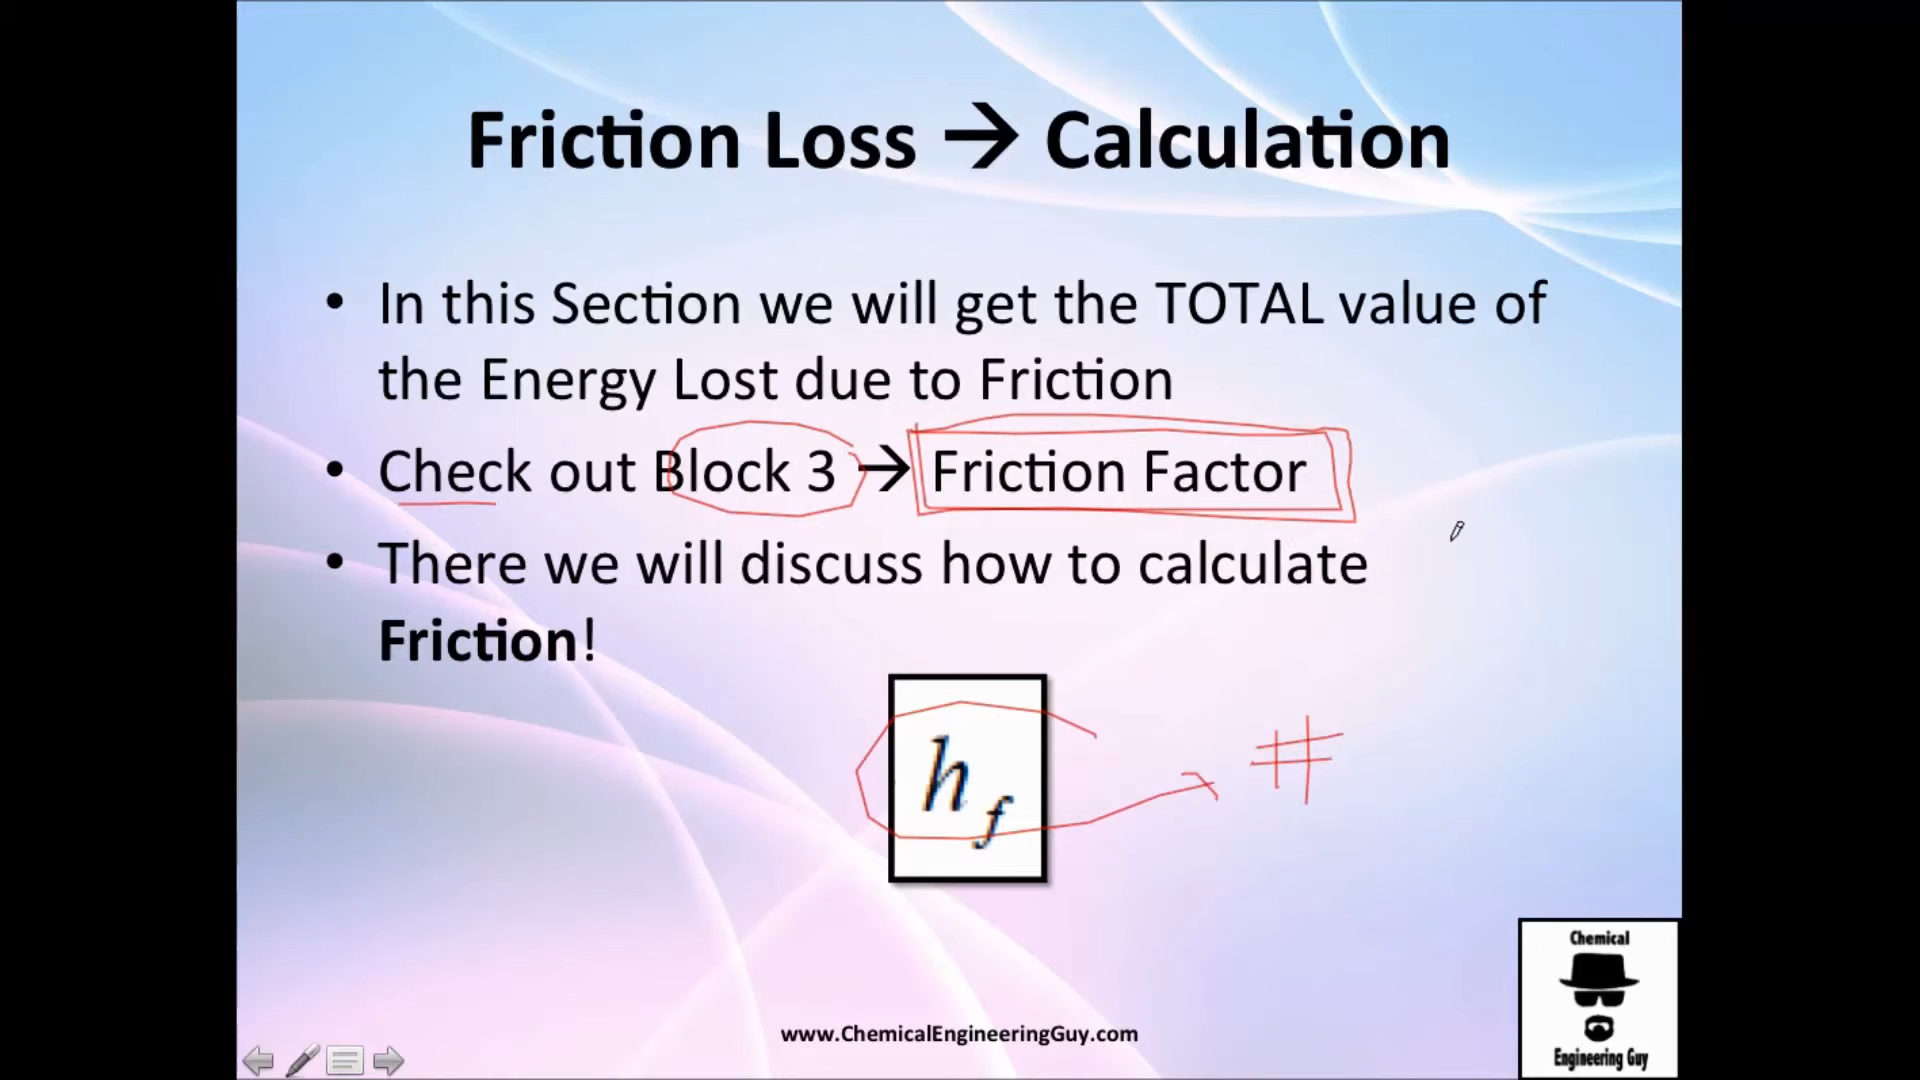 Friction Loss → Calculation
• In this Section we will get the TOTAL value of
the Energy Lost due to Friction
• Check out Block 3 → Friction Factor
• There we will discuss how to calculate
Friction!
h f
#
Chemical
Engineering Guy
www.ChemicalEngineeringGuy.com